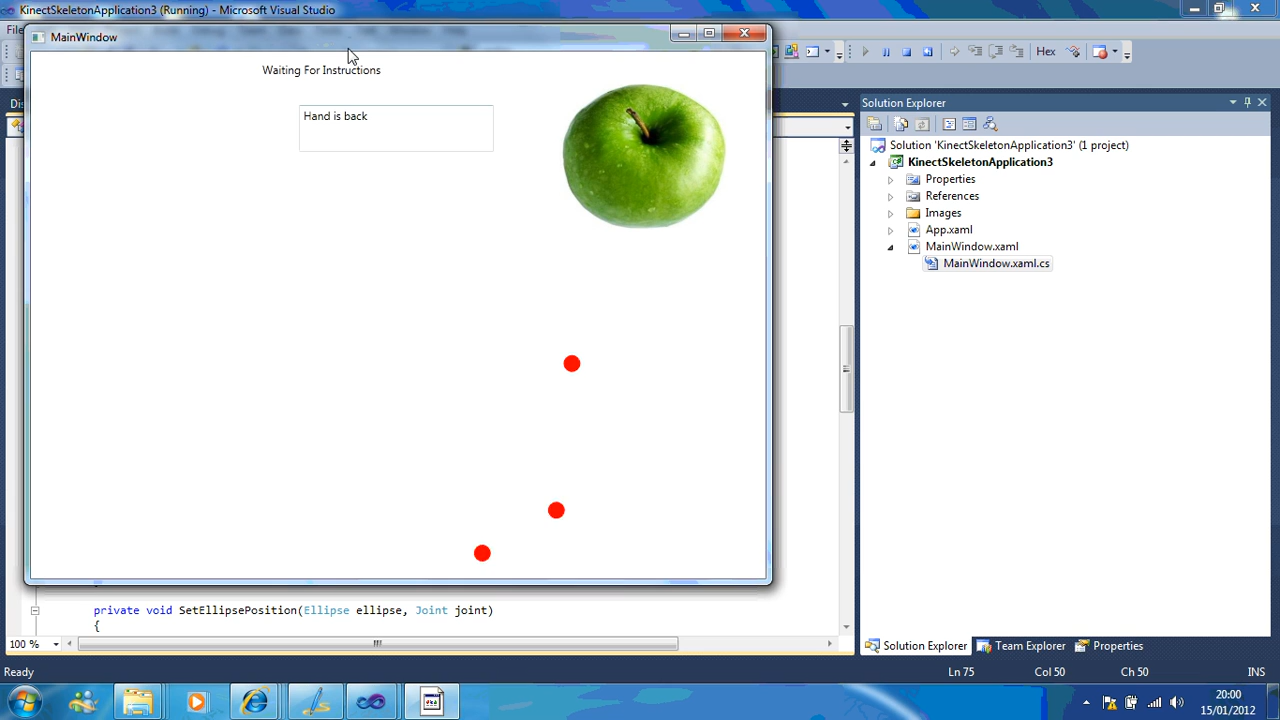 KinectSkeletonApplication3 (Running) - Microsoft Visual Studio
MainWindow
Waiting For Instructions
Hand is back
Hex
Solution Explorer
Solution 'KinectSkeletonApplication3' (1 project)
KinectSkeletonApplication3
Properties
References
Images
App.xaml
MainWindow.xaml
MainWindow.xaml.cs
private void SetEllipsePosition(Ellipse ellipse, Joint joint)
{
100 %
Solution Explorer Team Explorer Properties
Ready Ln 75 Col 50 Ch 50 INS
20:00
15/01/2012